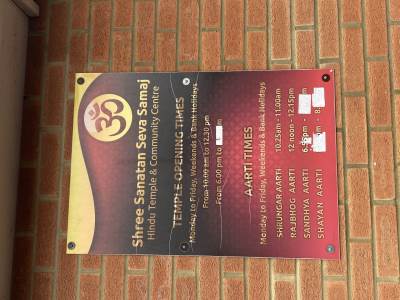 ॐ
Shree Sanatan Seva Samaj
Hindu Temple & Community Centre
TEMPLE OPENING TIMES
Monday to Friday, Weekends & Bank Holidays
From 10.00 am to 12.30 pm
From 6.00 pm to
AARTI TIMES
Monday to Friday, Weekends & Bank Holidays
SHRUNGAR AARTI 10.25am - 11.00am
RAJBHOG AARTI 12 noon - 12.15pm
SANDHYA AARTI
SHAYAN AARTI